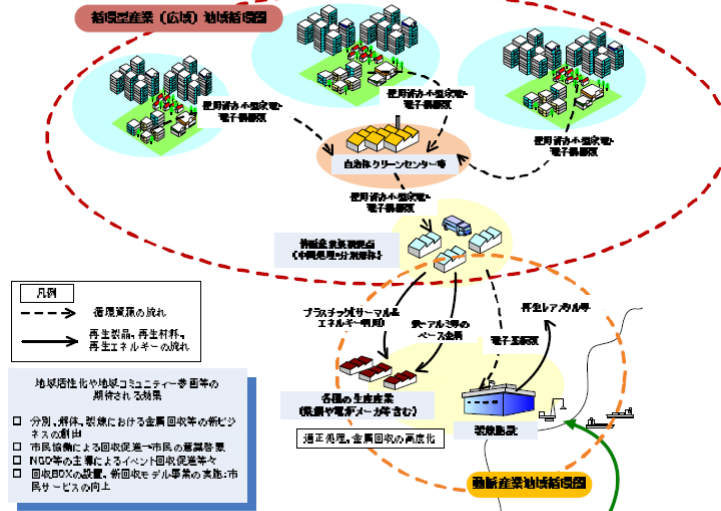 循環型産業（広域）地域循環圏
使用済み小型家電・
電子機器類
使用済み小型家電・
電子機器類
使用済み小型家電・
電子機器類
自治体クリーンセンター等
使用済み小型家電・
電子機器類
静脈産業集積拠点
（中間処理＝分別解体）
凡例
循環資源の流れ
再生製品、再生材料、
再生エネルギーの流れ
プラスチック（サーマル&
エネルギー利用）
鉄・アルミ等の
ベース金属
電子基板類
再生レアメタル等
各種の生産産業
適正処理、金属回収の高度化
製錬施設
動脈産業地域循環圏
地域活性化や地域コミュニティー参画等の
期待される効果
□ 分別、解体、製錬における金属回収等の新ビジ
ネスの創出
□ 市民協働による回収促進→市民の意識啓発
□ NGO等の主導によるイベント回収促進等々
□ 回収BOXの設置、新回収モデル事業の実施：市
民サービスの向上